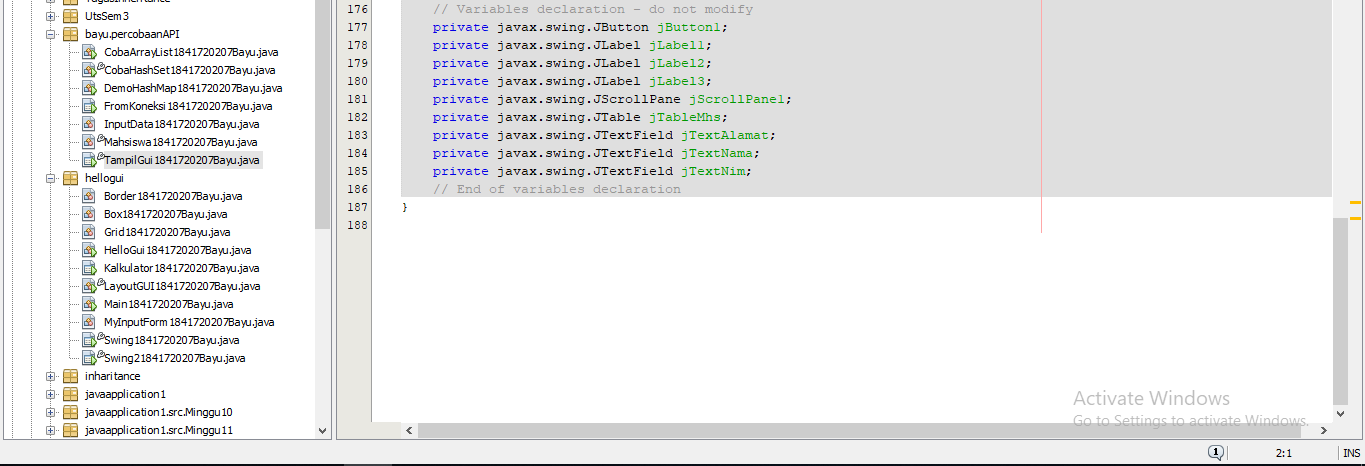 TugasInheritance
UtsSem3
bayu.percobaanAPI
CobaArrayList1841720207Bayu.java
CobaHashSet1841720207Bayu.java
DemoHashMap1841720207Bayu.java
FromKoneksi1841720207Bayu.java
InputData1841720207Bayu.java
Mahsiswa1841720207Bayu.java
TampilGui1841720207Bayu.java
hellogui
Border1841720207Bayu.java
Box1841720207Bayu.java
Grid1841720207Bayu.java
HelloGui1841720207Bayu.java
Kalkulator1841720207Bayu.java
LayoutGUI1841720207Bayu.java
Main1841720207Bayu.java
MyInputForm1841720207Bayu.java
Swing1841720207Bayu.java
Swing21841720207Bayu.java
inharitance
javaapplication1
javaapplication1.src.Minggu10
javaapplication1.src.Minggu11
176 // Variables declaration - do not modify
177 private javax.swing.JButton jButton1;
178 private javax.swing.JLabel jLabel1;
179 private javax.swing.JLabel jLabel2;
180 private javax.swing.JLabel jLabel3;
181 private javax.swing.JScrollPane jScrollPane1;
182 private javax.swing.JTable jTableMhs;
183 private javax.swing.JTextField jTextAlamat;
184 private javax.swing.JTextField jTextNama;
185 private javax.swing.JTextField jTextNim;
186 // End of variables declaration
187 }
188
Activate Windows
Go to Settings to activate Windows.
1
2:1
INS